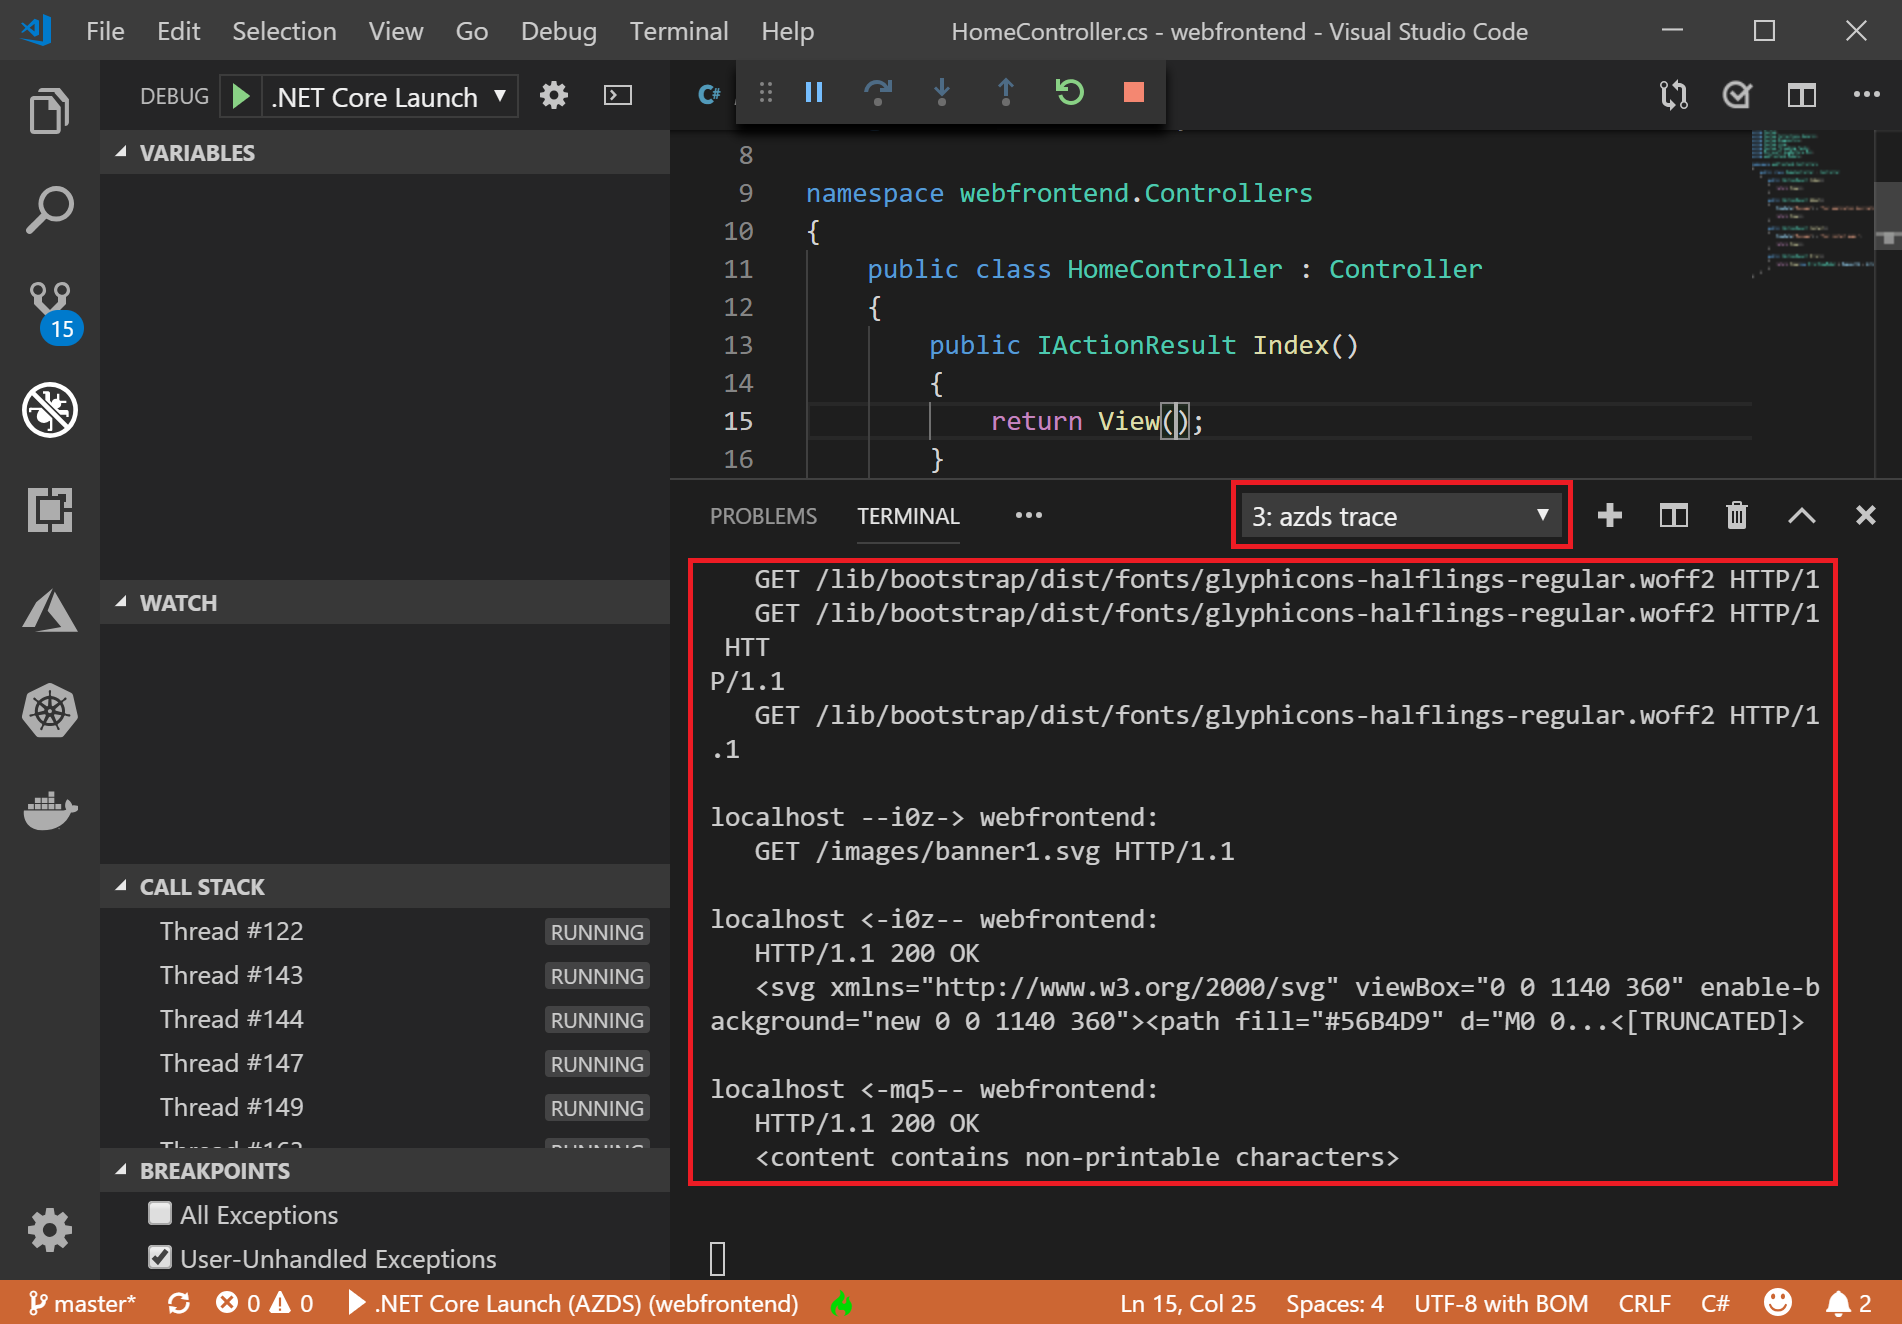 File Edit Selection View Go Debug Terminal Help
HomeController.cs - webfrontend - Visual Studio Code
DEBUG .NET Core Launch
C#
VARIABLES
15
WATCH
CALL STACK
Thread #122 RUNNING
Thread #143 RUNNING
Thread #144 RUNNING
Thread #147 RUNNING
Thread #149 RUNNING
BREAKPOINTS
All Exceptions
User-Unhandled Exceptions
8
9 namespace webfrontend.Controllers
10 {
11 public class HomeController : Controller
12 {
13 public IActionResult Index()
14 {
15 return View();
16 }
PROBLEMS TERMINAL ••• 3: azds trace
GET /lib/bootstrap/dist/fonts/glyphicons-halflings-regular.woff2 HTTP/1
GET /lib/bootstrap/dist/fonts/glyphicons-halflings-regular.woff2 HTTP/1
HTT
P/1.1
GET /lib/bootstrap/dist/fonts/glyphicons-halflings-regular.woff2 HTTP/1
.1
localhost --i0z-> webfrontend:
GET /images/banner1.svg HTTP/1.1
localhost <-i0z-- webfrontend:
HTTP/1.1 200 OK
<svg xmlns="http://www.w3.org/2000/svg" viewBox="0 0 1140 360" enable-b
ackground="new 0 0 1140 360"><path fill="#56B4D9" d="M0 0...<[TRUNCATED]>
localhost <-mq5-- webfrontend:
HTTP/1.1 200 OK
<content contains non-printable characters>
master* 0 0 .NET Core Launch (AZDS) (webfrontend) Ln 15, Col 25 Spaces: 4 UTF-8 with BOM CRLF C# 2